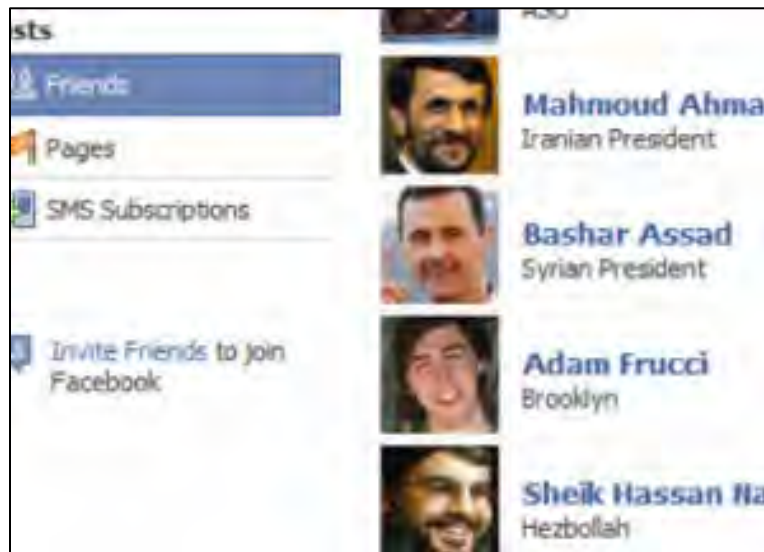 sts
Friends
Pages
SMS Subscriptions
Invite Friends to join
Facebook
Mahmoud Ahma
Iranian President
Bashar Assad
Syrian President
Adam Frucci
Brooklyn
Sheik Hassan Na
Hezbollah